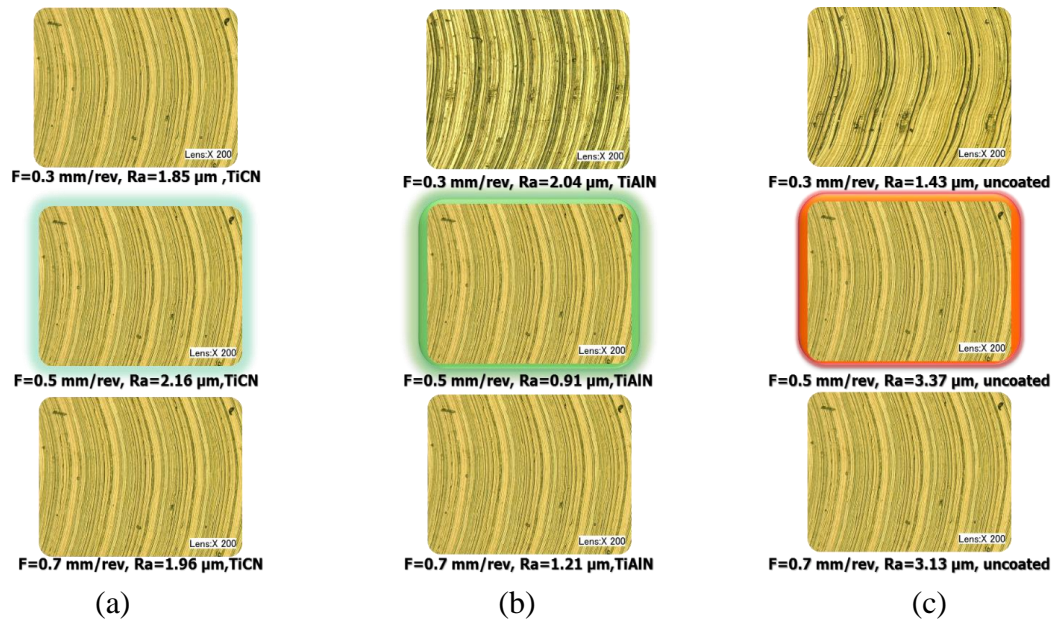 Lens:X 200
Lens:X 200
Lens:X 200
F=0.3 mm/rev, Ra=1.85 µm ,TiCN
F=0.3 mm/rev, Ra=2.04 µm, TiAlN
F=0.3 mm/rev, Ra=1.43 µm, uncoated
Lens:X 200
Lens:X 200
Lens:X 200
F=0.5 mm/rev, Ra=2.16 µm,TiCN
F=0.5 mm/rev, Ra=0.91 µm,TiAlN
F=0.5 mm/rev, Ra=3.37 µm, uncoated
Lens:X 200
Lens:X 200
Lens:X 200
F=0.7 mm/rev, Ra=1.96 µm,TiCN
F=0.7 mm/rev, Ra=1.21 µm,TiAlN
F=0.7 mm/rev, Ra=3.13 µm, uncoated
(a)
(b)
(c)